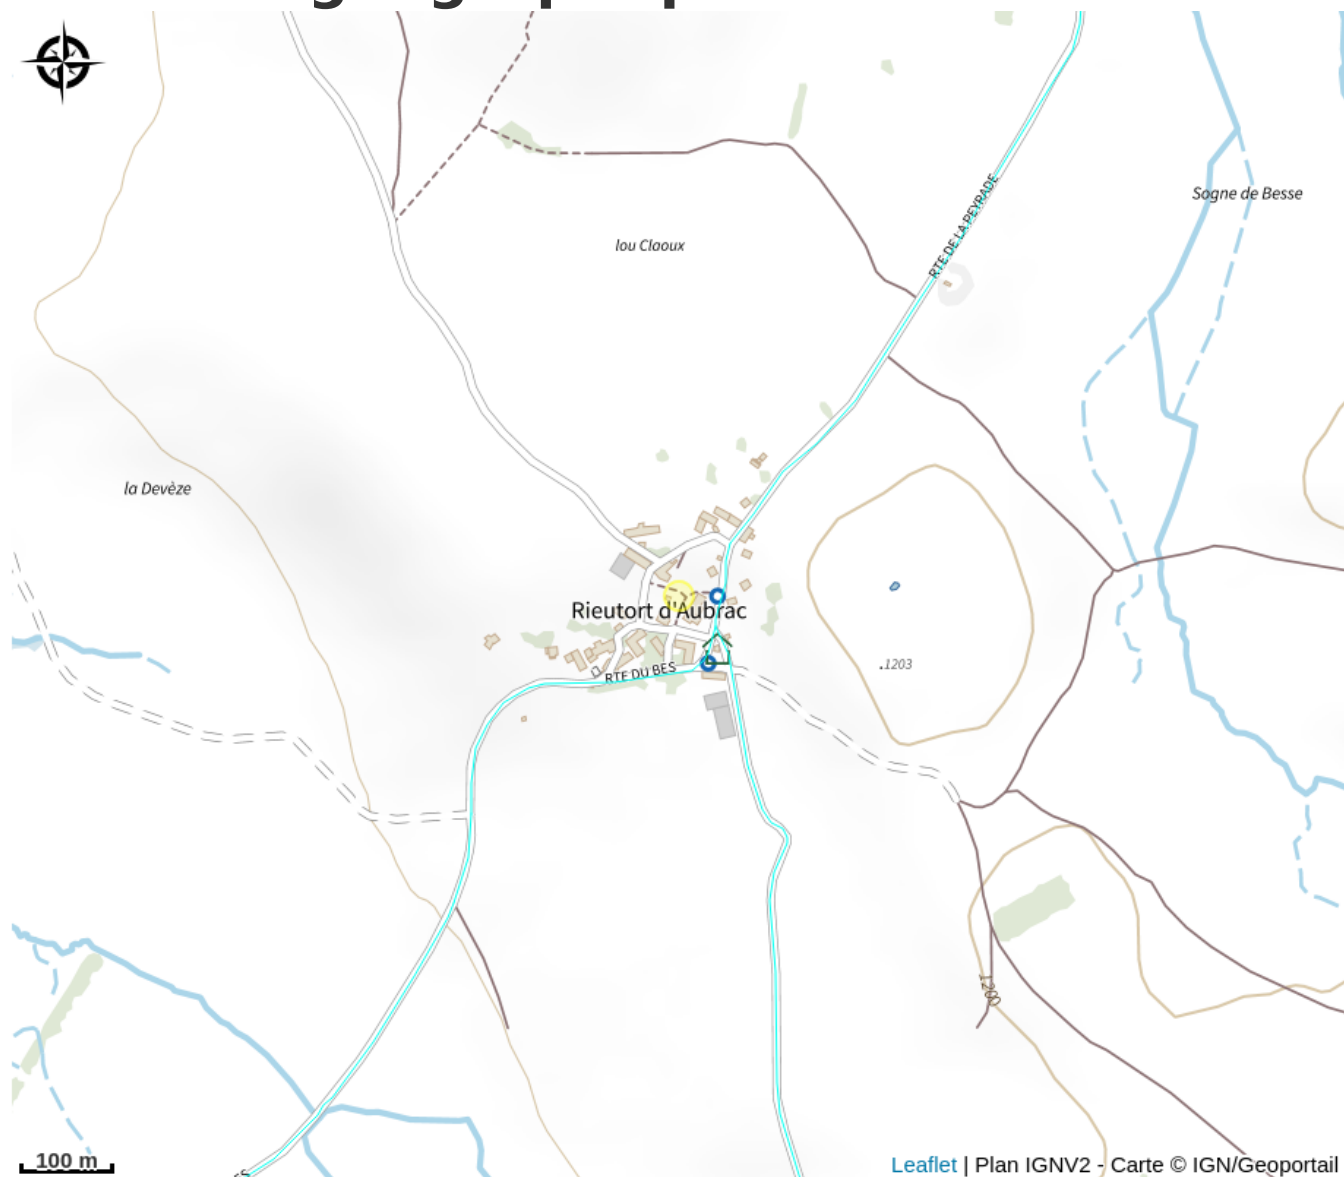 RTE DE LA PEYRADE
Sogne de Besse
lou Claoux
la Devèze
Rieutort d'Aubrac
.1203
RTE DU BES
1200
100 m
Leaflet | Plan IGNV2 - Carte © IGN/Geoportail